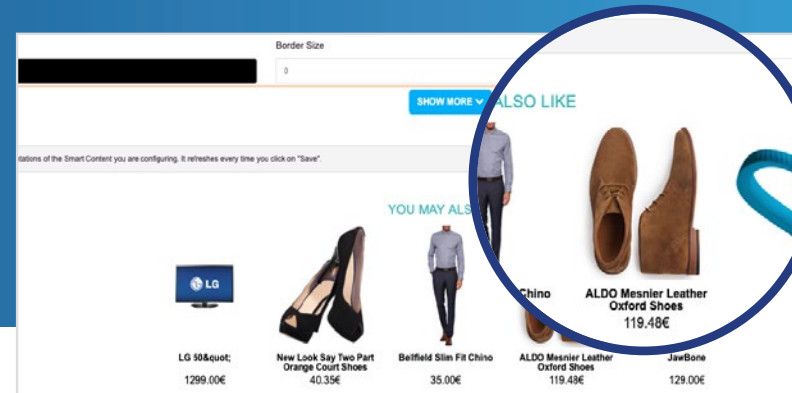 Border Size
0
SHOW MORE
ALSO LIKE
tations of the Smart Content you are configuring. It refreshes every time you click on "Save".
YOU MAY ALS
LG
Chino
ALDO Mesnier Leather
Oxford Shoes
119.48€
LG 50&quot;
1299.00€
New Look Say Two Part
Orange Court Shoes
40.35€
Bellfield Slim Fit Chino
35.00€
ALDO Mesnier Leather
Oxford Shoes
119.48€
JawBone
129.00€